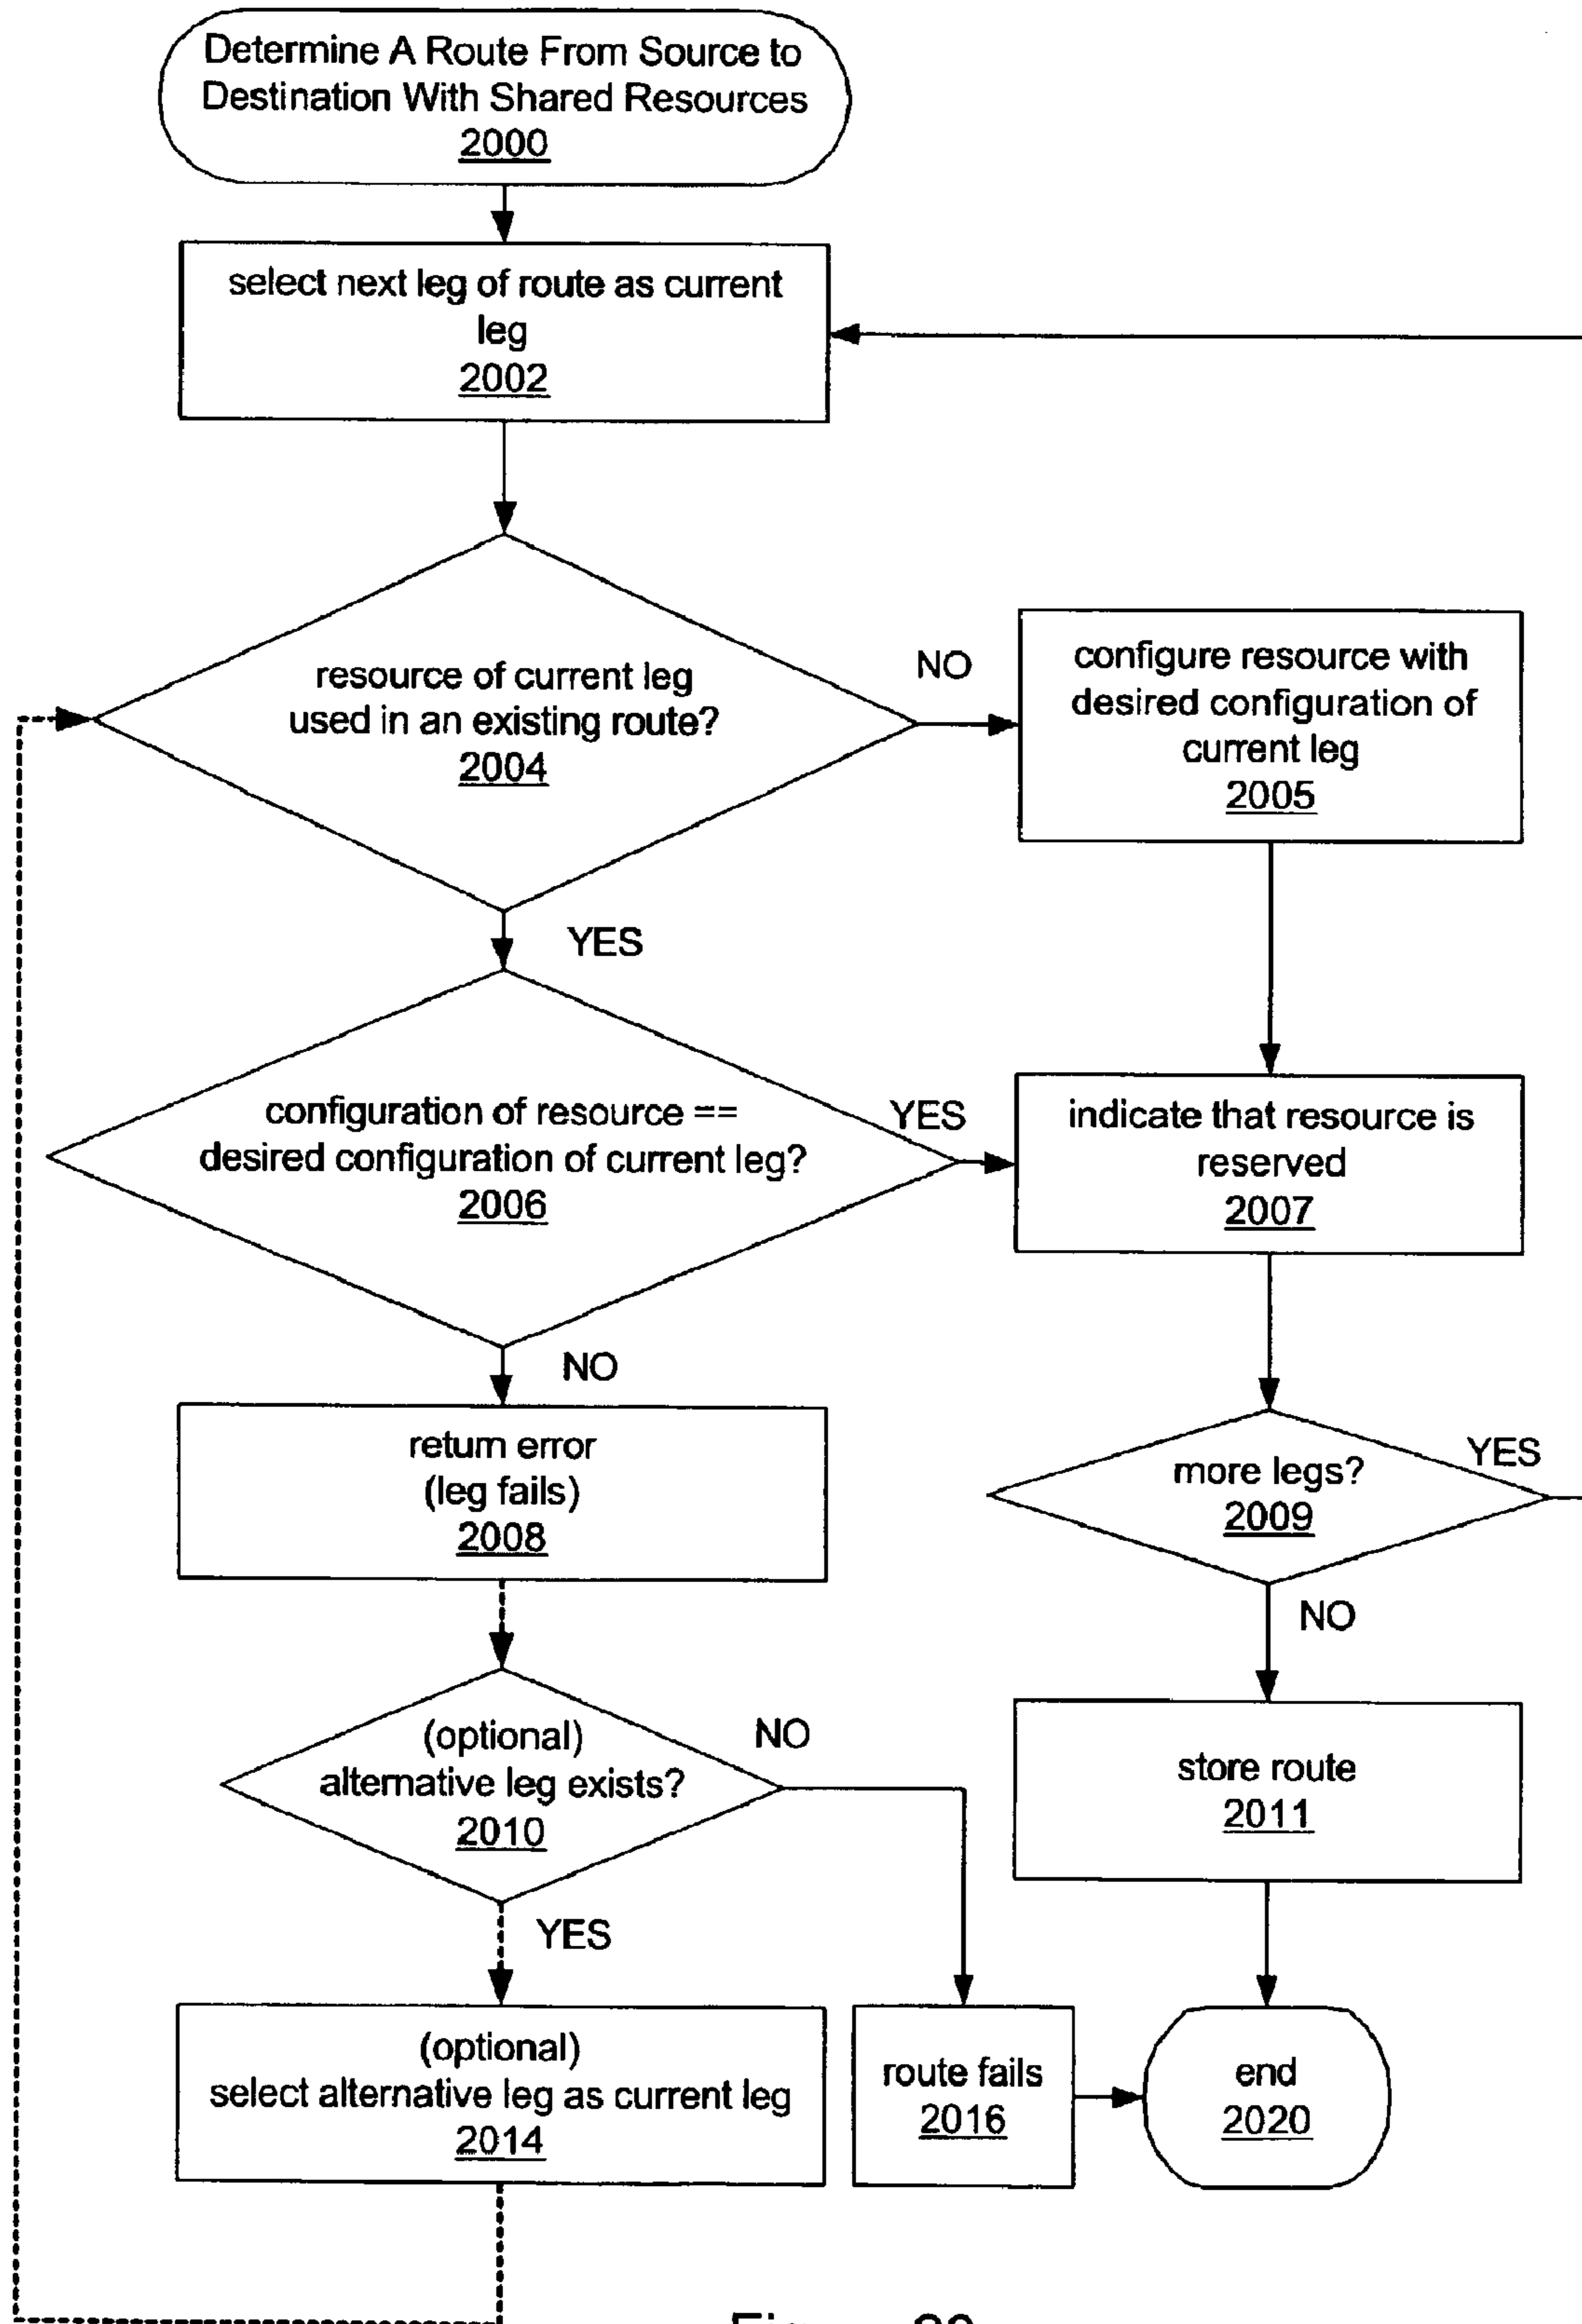 Determine A Route From Source to
Destination With Shared Resources
2000
select next leg of route as current
leg
2002
resource of current leg
used in an existing route?
2004
NO
configure resource with
desired configuration of
current leg
2005
YES
configuration of resource ==
desired configuration of current leg?
2006
YES
indicate that resource is
reserved
2007
NO
return error
(leg fails)
2008
more legs?
2009
YES
NO
(optional)
alternative leg exists?
2010
NO
store route
2011
YES
(optional)
select alternative leg as current leg
2014
route fails
2016
end
2020